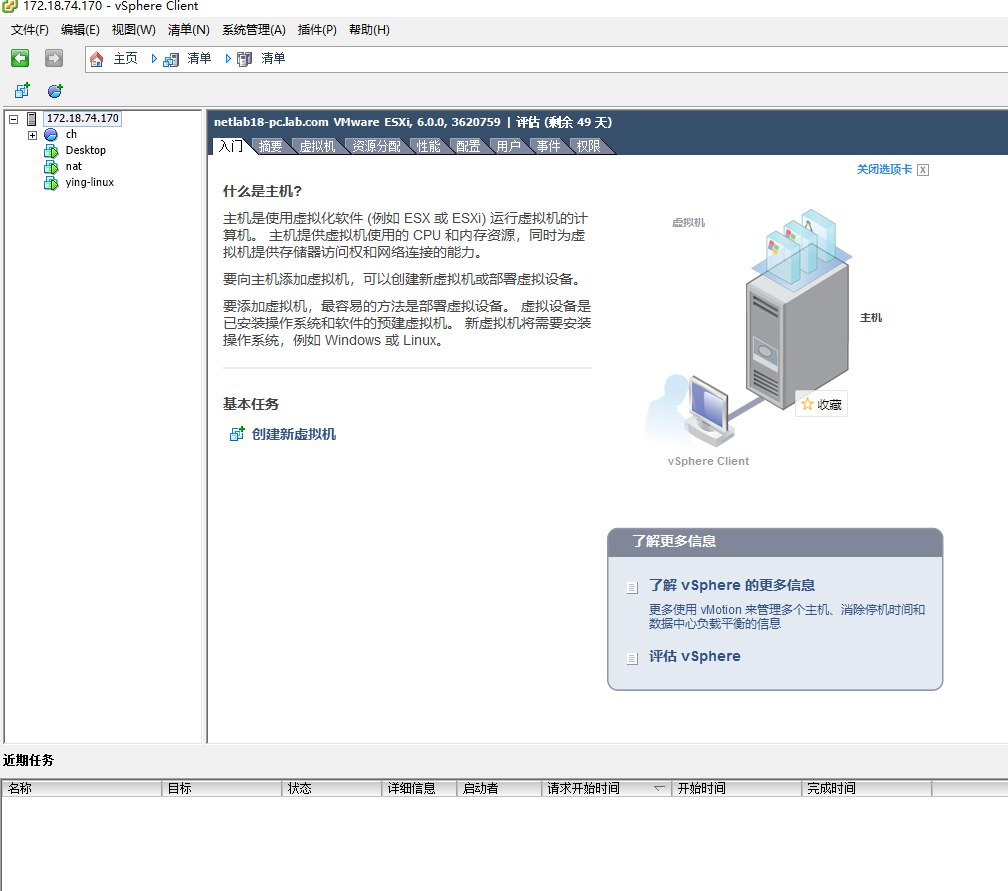 172.18.74.170 - vSphere Client
文件(F) 编辑(E) 视图(W) 清单(N) 系统管理(A) 插件(P) 帮助(H)
主页 清单 清单
172.18.74.170
ch
Desktop
nat
ying-linux
netlab18-pc.lab.com VMware ESXi, 6.0.0, 3620759 | 评估 (剩余 49 天)
入门 摘要 虚拟机 资源分配 性能 配置 用户 事件 权限
关闭选项卡 X
什么是主机?
主机是使用虚拟化软件 (例如 ESX 或 ESXi) 运行虚拟机的计
算机。 主机提供虚拟机使用的 CPU 和内存资源，同时为虚
拟机提供存储器访问权和网络连接的能力。
要向主机添加虚拟机，可以创建新虚拟机或部署虚拟设备。
要添加虚拟机，最容易的方法是部署虚拟设备。 虚拟设备是
已安装操作系统和软件的预建虚拟机。 新虚拟机将需要安装
操作系统，例如 Windows 或 Linux。
基本任务
创建新虚拟机
虚拟机
主机
收藏
vSphere Client
了解更多信息
了解 vSphere 的更多信息
更多使用 vMotion 来管理多个主机、消除停机时间和
数据中心负载平衡的信息
评估 vSphere
近期任务
名称 目标 状态 详细信息 启动者 请求开始时间 开始时间 完成时间